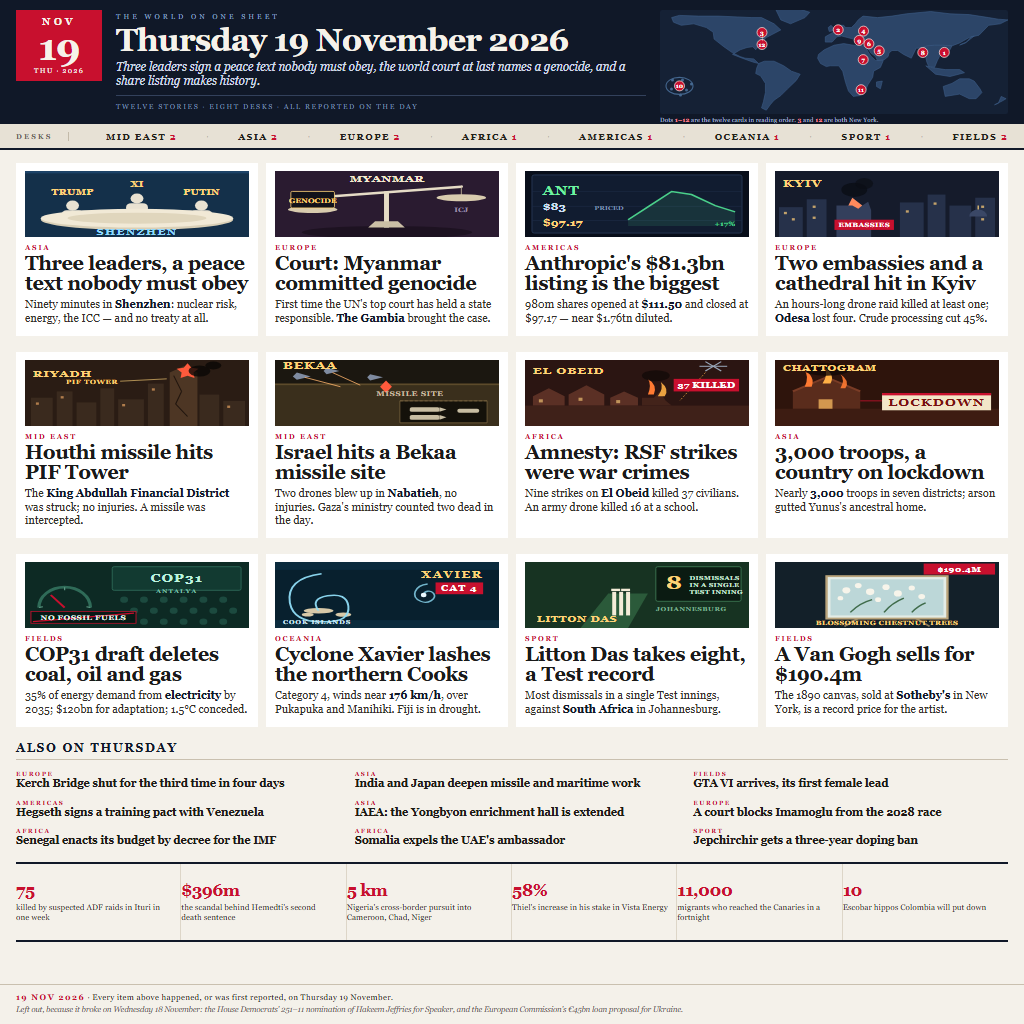 NOV
19
THU · 2026
THE WORLD ON ONE SHEET
Thursday 19 November 2026
Three leaders sign a peace text nobody must obey, the world court at last names a genocide, and a
share listing makes history.
TWELVE STORIES · EIGHT DESKS · ALL REPORTED ON THE DAY
3
12
2
4
9
6
5
7
8
1
10
11
Dots 1–12 are the twelve cards in reading order. 3 and 12 are both New York.
DESKS
MID EAST 2 · ASIA 2 · EUROPE 2 · AFRICA 1 · AMERICAS 1 · OCEANIA 1 · SPORT 1 · FIELDS 2
TRUMP
XI
PUTIN
SHENZHEN
ASIA
Three leaders, a peace
text nobody must obey
Ninety minutes in Shenzhen: nuclear risk,
energy, the ICC — and no treaty at all.
MYANMAR
GENOCIDE
ICJ
EUROPE
Court: Myanmar
committed genocide
First time the UN's top court has held a state
responsible. The Gambia brought the case.
ANT
$83
PRICED
$97.17
+17%
AMERICAS
Anthropic's $81.3bn
listing is the biggest
980m shares opened at $111.50 and closed at
$97.17 — near $1.76tn diluted.
KYIV
EMBASSIES
EUROPE
Two embassies and a
cathedral hit in Kyiv
An hours-long drone raid killed at least one;
Odesa lost four. Crude processing cut 45%.
RIYADH
PIF TOWER
MID EAST
Houthi missile hits
PIF Tower
The King Abdullah Financial District
was struck; no injuries. A missile was
intercepted.
BEKAA
MISSILE SITE
MID EAST
Israel hits a Bekaa
missile site
Two drones blew up in Nabatieh, no
injuries. Gaza's ministry counted two dead in
the day.
EL OBEID
37 KILLED
AFRICA
Amnesty: RSF strikes
were war crimes
Nine strikes on El Obeid killed 37 civilians.
An army drone killed 16 at a school.
CHATTOGRAM
LOCKDOWN
ASIA
3,000 troops, a
country on lockdown
Nearly 3,000 troops in seven districts; arson
gutted Yunus's ancestral home.
COP31
ANTALYA
NO FOSSIL FUELS
FIELDS
COP31 draft deletes
coal, oil and gas
35% of energy demand from electricity by
2035; $120bn for adaptation; 1.5°C conceded.
XAVIER
CAT 4
COOK ISLANDS
OCEANIA
Cyclone Xavier lashes
the northern Cooks
Category 4, winds near 176 km/h, over
Pukapuka and Manihiki. Fiji is in drought.
8
DISMISSALS
IN A SINGLE
TEST INNING
JOHANNESBURG
LITTON DAS
SPORT
Litton Das takes eight,
a Test record
Most dismissals in a single Test innings,
against South Africa in Johannesburg.
$190.4M
BLOSSOMING CHESTNUT TREES
FIELDS
A Van Gogh sells for
$190.4m
The 1890 canvas, sold at Sotheby's in New
York, is a record price for the artist.
ALSO ON THURSDAY
EUROPE
Kerch Bridge shut for the third time in four days
ASIA
India and Japan deepen missile and maritime work
FIELDS
GTA VI arrives, its first female lead
AMERICAS
Hegseth signs a training pact with Venezuela
ASIA
IAEA: the Yongbyon enrichment hall is extended
EUROPE
A court blocks Imamoglu from the 2028 race
AFRICA
Senegal enacts its budget by decree for the IMF
AFRICA
Somalia expels the UAE's ambassador
SPORT
Jepchirchir gets a three-year doping ban
75
killed by suspected ADF raids in Ituri in
one week
$396m
the scandal behind Hemedti's second
death sentence
5 km
Nigeria's cross-border pursuit into
Cameroon, Chad, Niger
58%
Thiel's increase in his stake in Vista Energy
11,000
migrants who reached the Canaries in a
fortnight
10
Escobar hippos Colombia will put down
19 NOV 2026 · Every item above happened, or was first reported, on Thursday 19 November.
Left out, because it broke on Wednesday 18 November: the House Democrats' 251–11 nomination of Hakeem Jeffries for Speaker, and the European Commission's €45bn loan proposal for Ukraine.